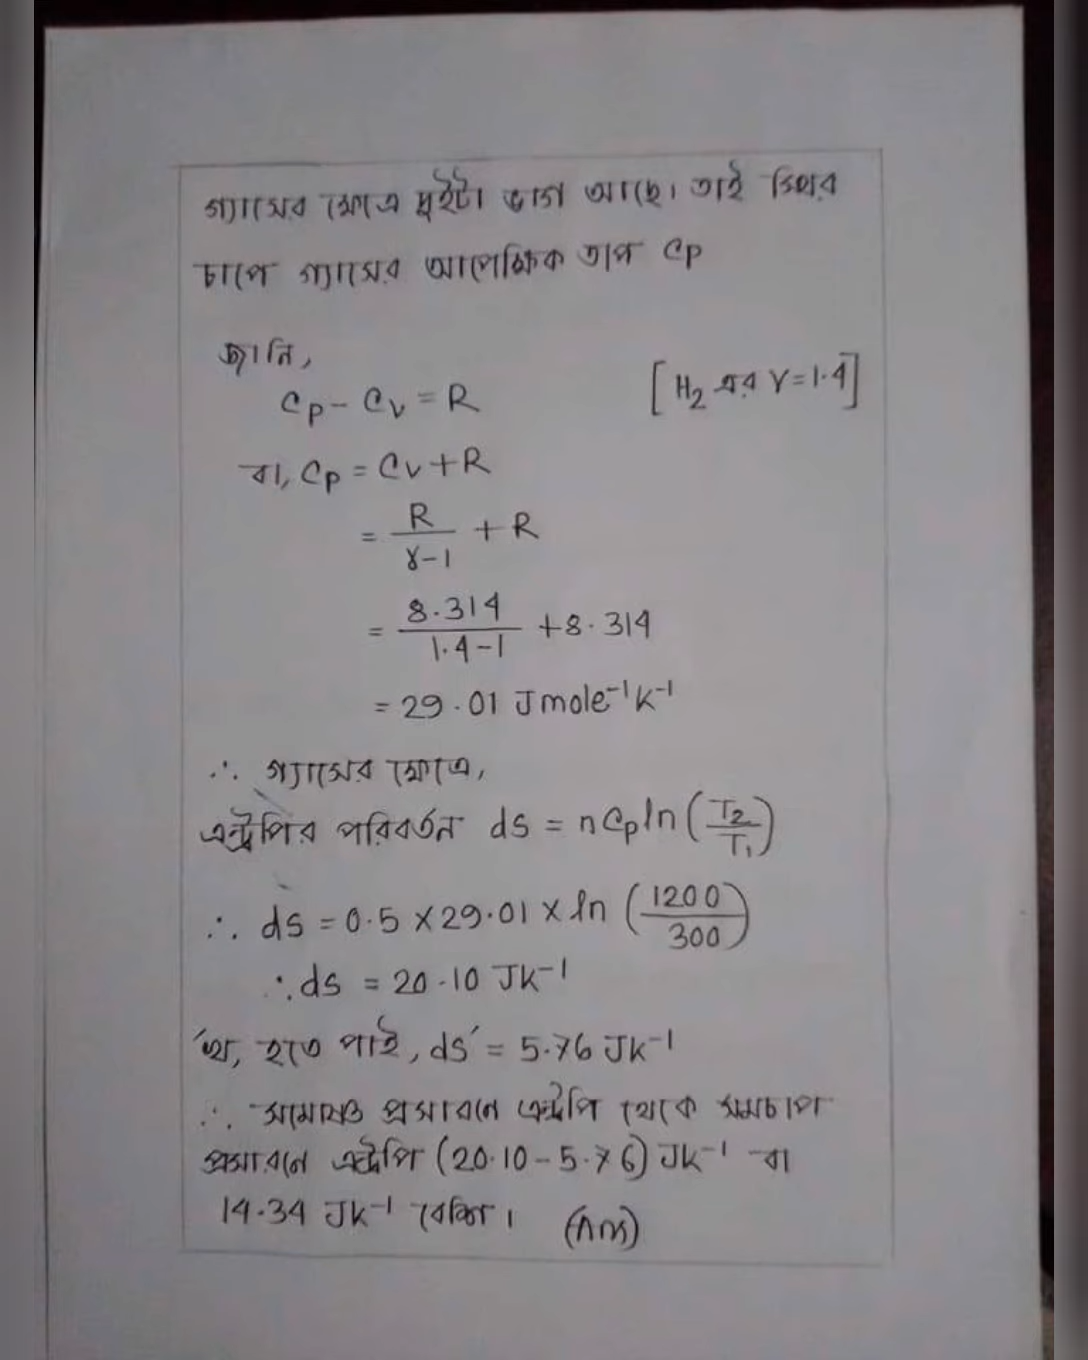 গ্যাসের ক্ষেত্রে দুইটা ভাগ আছে। তাই স্থির
চাপে গ্যাসের আপেক্ষিক তাপ Cp
জানি,
Cp - Cv = R [H₂ এর γ = 1.4]
বা, Cp = Cv + R
= R/(γ-1) + R
= 8.314/(1.4-1) + 8.314
= 29.01 Jmole⁻¹K⁻¹
∴ গ্যাসের ক্ষেত্রে,
এন্ট্রপির পরিবর্তন ds = nCp ln(T₂/T₁)
∴ ds = 0.5 × 29.01 × ln(1200/300)
∴ ds = 20.10 JK⁻¹
হতে পাই, ds′ = 5.76 JK⁻¹
∴ সমোষ্ণ প্রসারনে এন্ট্রপি থেকে সমচাপ
প্রসারনে এন্ট্রপি (20.10 - 5.76) JK⁻¹ বা
14.34 JK⁻¹ বেশি। (Ans)